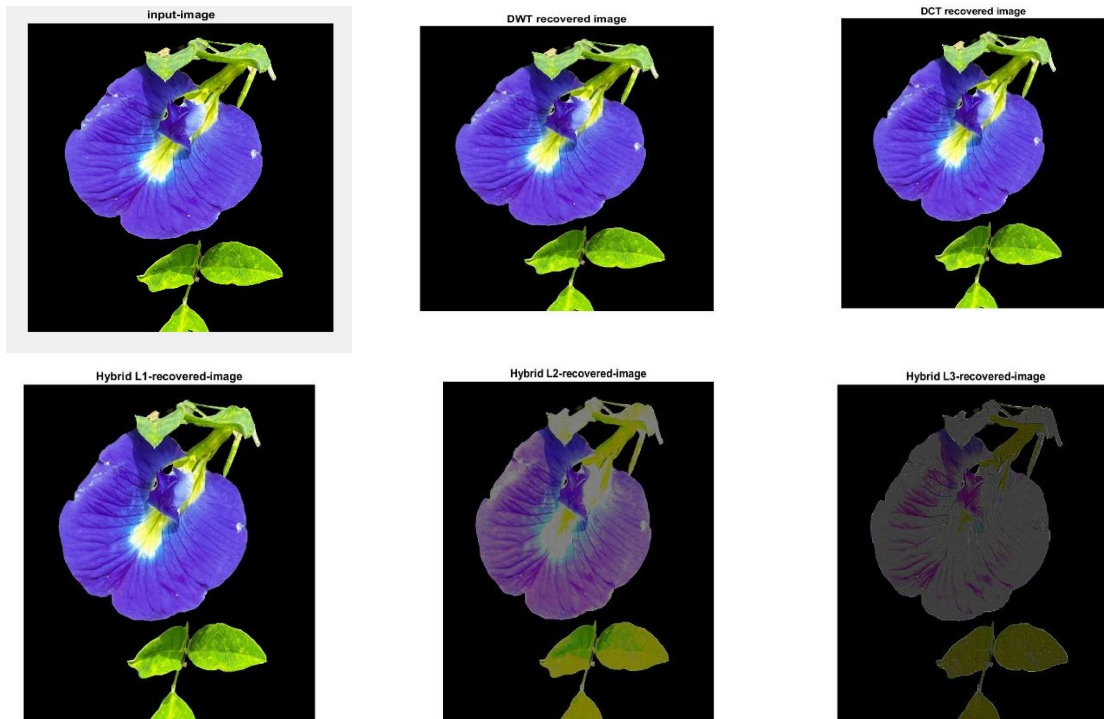 input-image
DWT recovered image
DCT recovered image
Hybrid L1-recovered-image
Hybrid L2-recovered-image
Hybrid L3-recovered-image